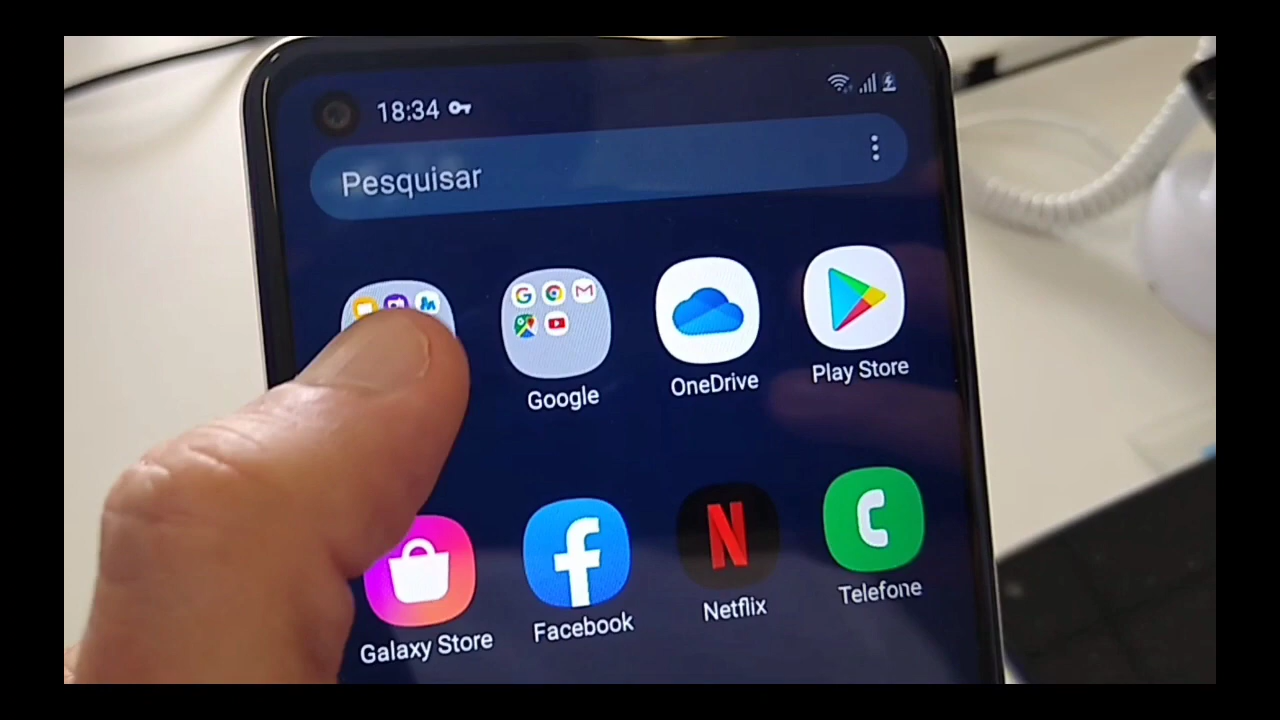 18:34
Pesquisar
Google
OneDrive
Play Store
Galaxy Store
Facebook
Netflix
Telefone